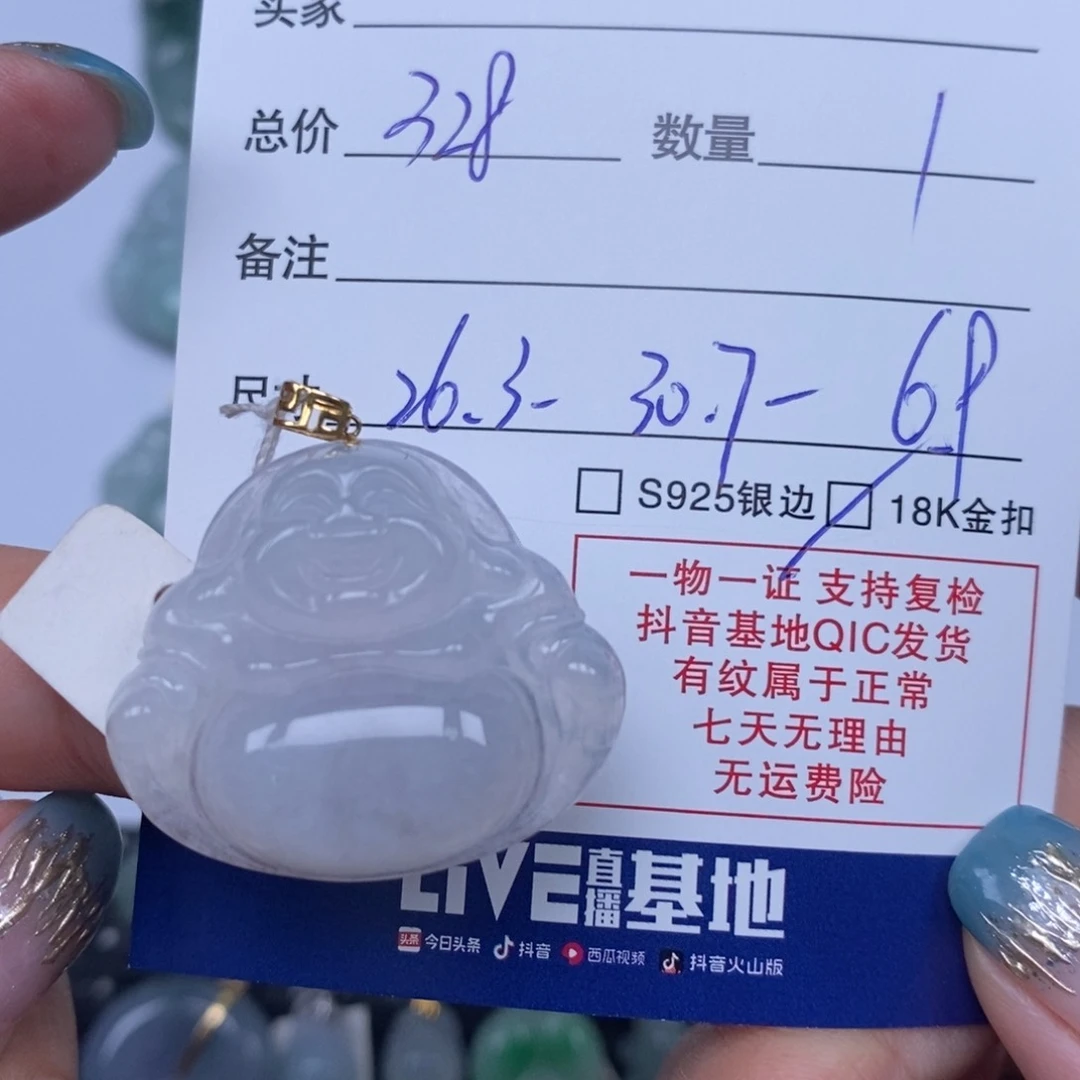 买家
总价 328 数量 1
备注
尺寸 26.3- 30.7- 6.9
S925银边 18K金扣
一物一证 支持复检
抖音基地QIC发货
有纹属于正常
七天无理由
无运费险
LIVE直播基地
头条 今日头条 抖音 西瓜视频 抖音火山版